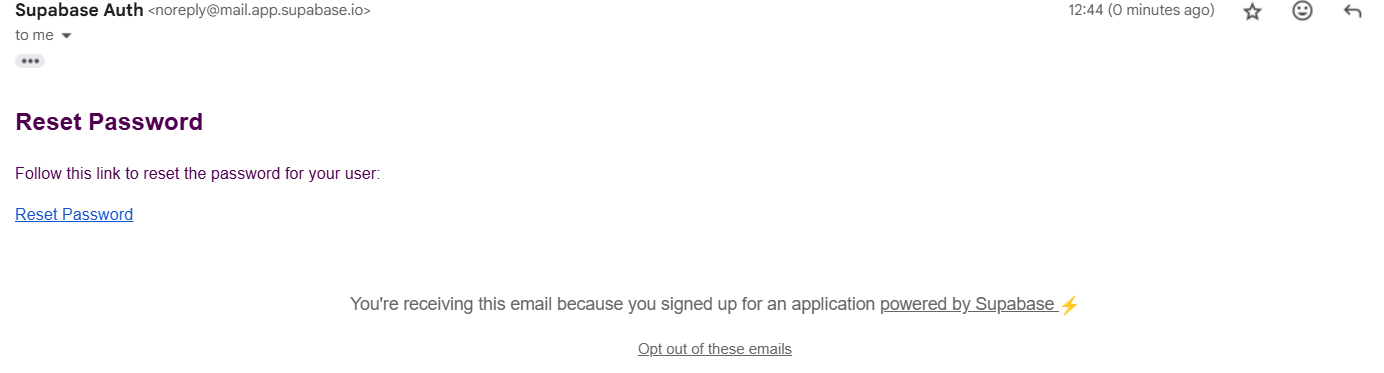 Supabase Auth <noreply@mail.app.supabase.io> 12:44 (0 minutes ago)
to me
Reset Password
Follow this link to reset the password for your user:
Reset Password
You're receiving this email because you signed up for an application powered by Supabase ⚡
Opt out of these emails